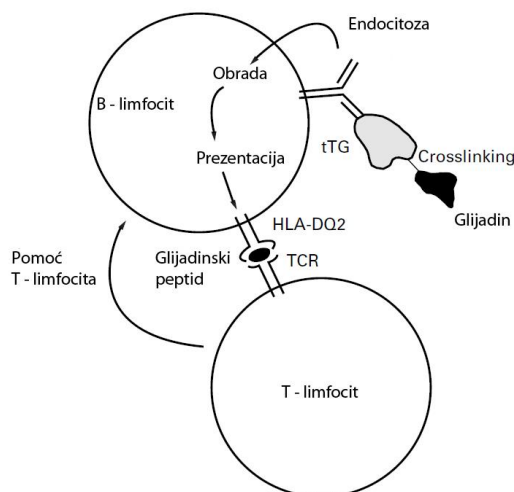 Endocitoza
Obrada
B - limfocit
tTG
Crosslinking
Prezentacija
Glijadin
HLA-DQ2
Pomoć
T - limfocita
Glijadinski
peptid
TCR
T - limfocit